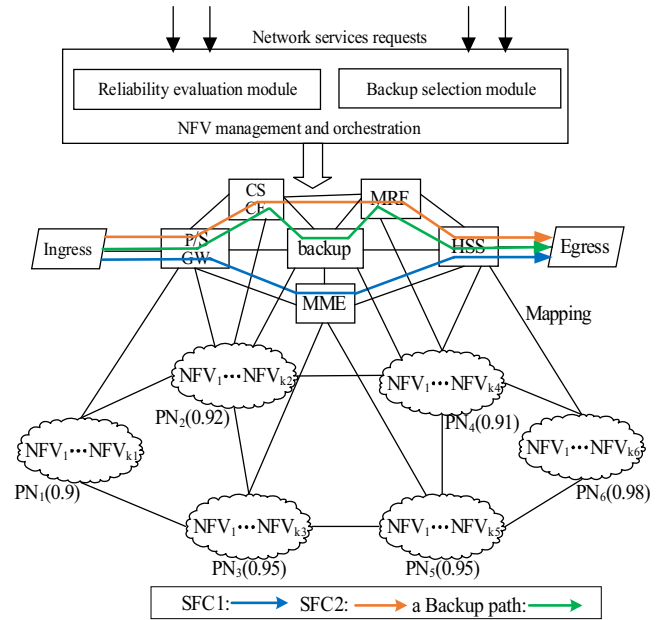 Network services requests
Reliability evaluation module
Backup selection module
NFV management and orchestration
CS
CF
MRF
Ingress
P/S
GW
backup
HSS
Egress
MME
Mapping
NFV₁···NFVₖ₂
NFV₁···NFVₖ₄
PN₂(0.92)
PN₄(0.91)
NFV₁···NFVₖ₁
NFV₁···NFVₖ₆
PN₁(0.9)
PN₆(0.98)
NFV₁···NFVₖ₃
NFV₁···NFVₖ₅
PN₃(0.95)
PN₅(0.95)
SFC1: SFC2: a Backup path: